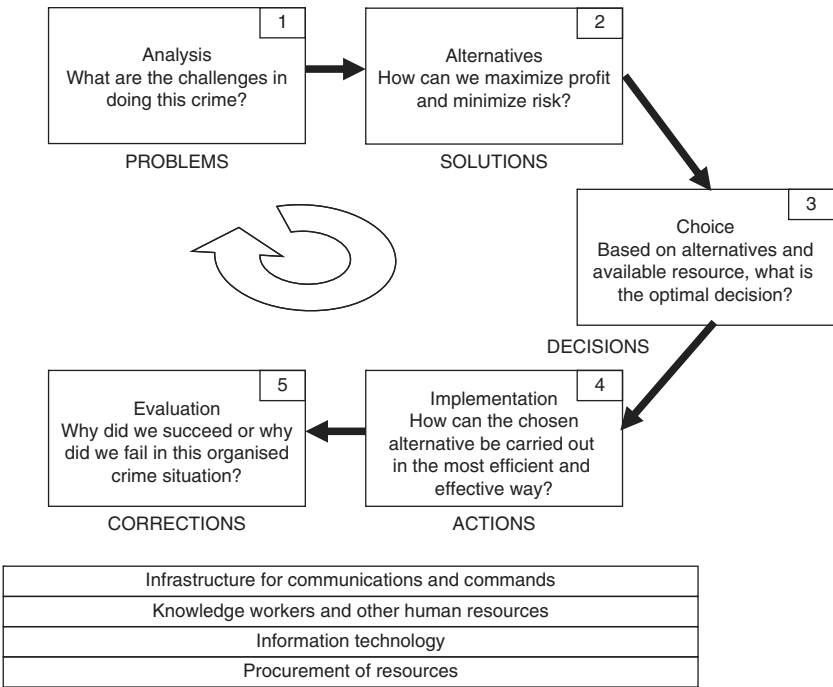 1
Analysis
What are the challenges in
doing this crime?
PROBLEMS
2
Alternatives
How can we maximize profit
and minimize risk?
SOLUTIONS
3
Choice
Based on alternatives and
available resource, what is
the optimal decision?
DECISIONS
4
Implementation
How can the chosen
alternative be carried out
in the most efficient and
effective way?
ACTIONS
5
Evaluation
Why did we succeed or why
did we fail in this organised
crime situation?
CORRECTIONS
Infrastructure for communications and commands
Knowledge workers and other human resources
Information technology
Procurement of resources